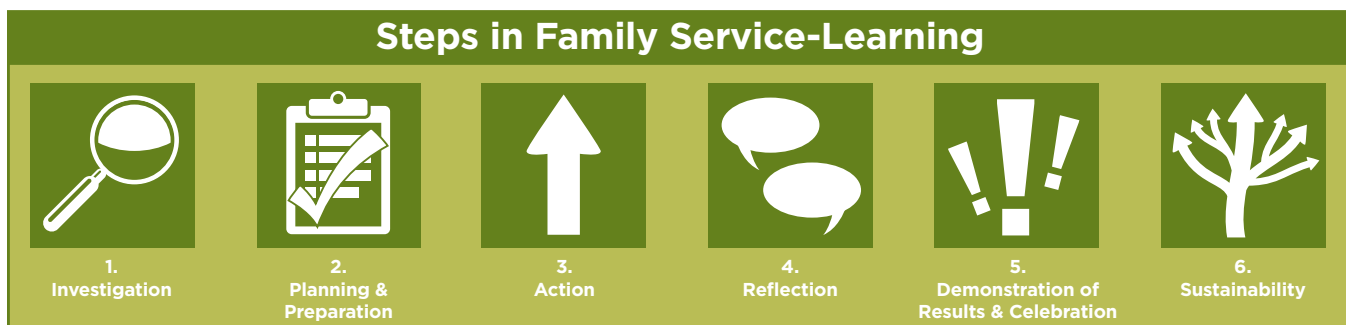 Steps in Family Service-Learning
1.
Investigation
2.
Planning &
Preparation
3.
Action
4.
Reflection
5.
Demonstration of
Results & Celebration
6.
Sustainability